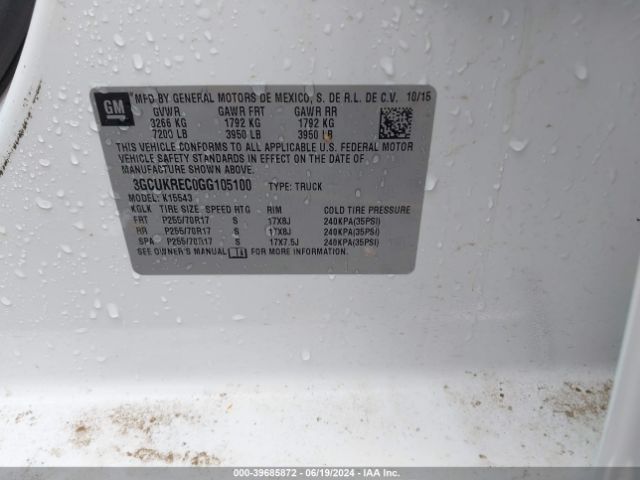 GM
MFD BY GENERAL MOTORS DE MEXICO, S. DE R.L. DE C.V. 10/15
GVWR GAWR FRT GAWR RR
3266 KG 1792 KG 1792 KG
7200 LB 3950 LB 3950 LB
THIS VEHICLE CONFORMS TO ALL APPLICABLE U.S. FEDERAL MOTOR
VEHICLE SAFETY STANDARDS IN EFFECT ON THE DATE OF
MANUFACTURE SHOWN ABOVE.
3GCUKREC0GG105100 TYPE: TRUCK
MODEL: K15543
KGLK TIRE SIZE SPEED RTG RIM COLD TIRE PRESSURE
FRT P255/70R17 S 17X8J 240KPA(35PSI)
RR P255/70R17 S 17X8J 240KPA(35PSI)
SPA P255/70R17 S 17X7.5J 240KPA(35PSI)
SEE OWNER'S MANUAL FOR MORE INFORMATION.
000-39685872 - 06/19/2024 - IAA Inc.